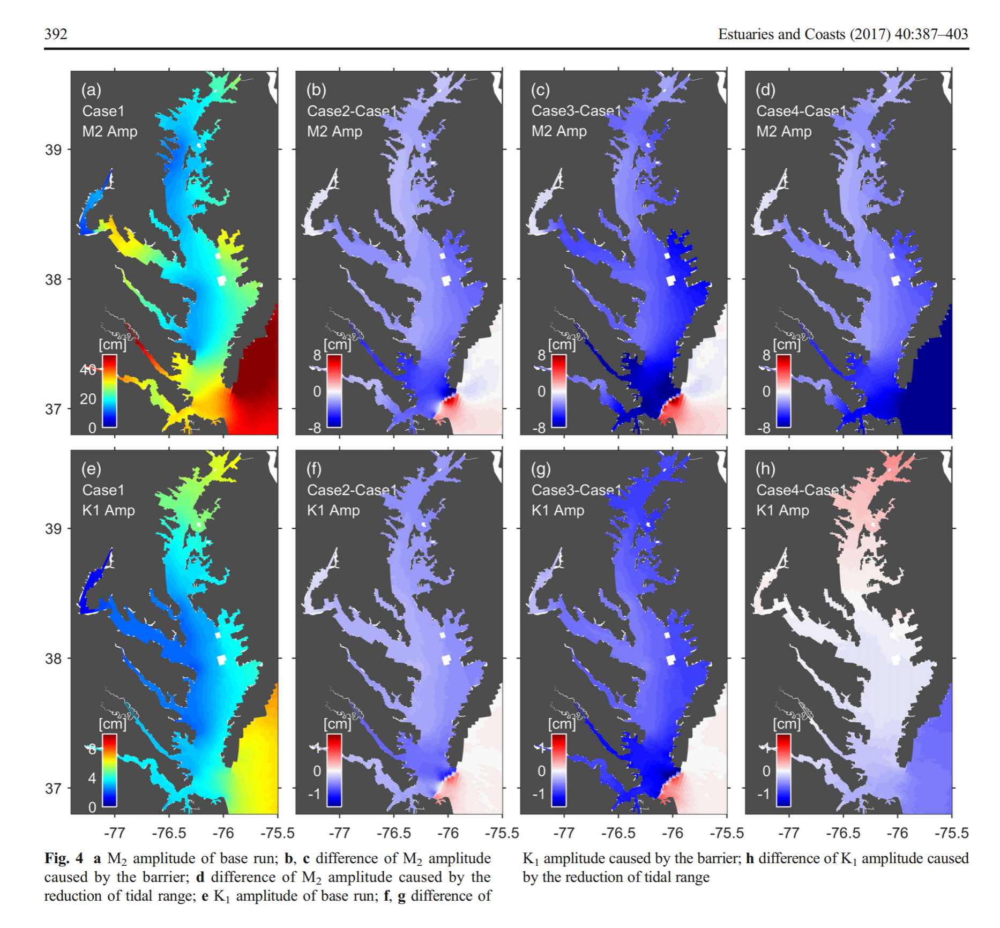 392
Estuaries and Coasts (2017) 40:387–403
(a)
Case1
M2 Amp
[cm]
40
20
0
39
38
37
(b)
Case2-Case1
M2 Amp
[cm]
8
0
-8
(c)
Case3-Case1
M2 Amp
[cm]
8
0
-8
(d)
Case4-Case1
M2 Amp
[cm]
8
0
-8
(e)
Case1
K1 Amp
[cm]
8
4
0
39
38
37
-77 -76.5 -76 -75.5
(f)
Case2-Case1
K1 Amp
[cm]
1
0
-1
-77 -76.5 -76 -75.5
(g)
Case3-Case1
K1 Amp
[cm]
1
0
-1
-77 -76.5 -76 -75.5
(h)
Case4-Case1
K1 Amp
[cm]
1
0
-1
-77 -76.5 -76 -75.5
Fig. 4 a M₂ amplitude of base run; b, c difference of M₂ amplitude
caused by the barrier; d difference of M₂ amplitude caused by the
reduction of tidal range; e K₁ amplitude of base run; f, g difference of
K₁ amplitude caused by the barrier; h difference of K₁ amplitude caused
by the reduction of tidal range